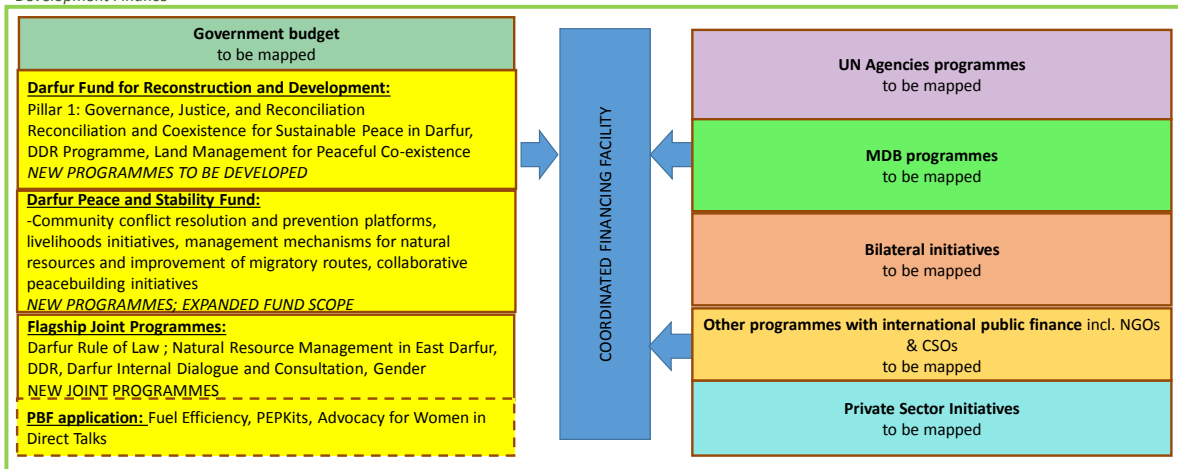 Development Finance
Government budget
to be mapped
Darfur Fund for Reconstruction and Development:
Pillar 1: Governance, Justice, and Reconciliation
Reconciliation and Coexistence for Sustainable Peace in Darfur,
DDR Programme, Land Management for Peaceful Co-existence
NEW PROGRAMMES TO BE DEVELOPED
Darfur Peace and Stability Fund:
-Community conflict resolution and prevention platforms,
livelihoods initiatives, management mechanisms for natural
resources and improvement of migratory routes, collaborative
peacebuilding initiatives
NEW PROGRAMMES; EXPANDED FUND SCOPE
Flagship Joint Programmes:
Darfur Rule of Law ; Natural Resource Management in East Darfur,
DDR, Darfur Internal Dialogue and Consultation, Gender
NEW JOINT PROGRAMMES
PBF application: Fuel Efficiency, PEPKits, Advocacy for Women in
Direct Talks
COORDINATED FINANCING FACILITY
UN Agencies programmes
to be mapped
MDB programmes
to be mapped
Bilateral initiatives
to be mapped
Other programmes with international public finance incl. NGOs
& CSOs
to be mapped
Private Sector Initiatives
to be mapped